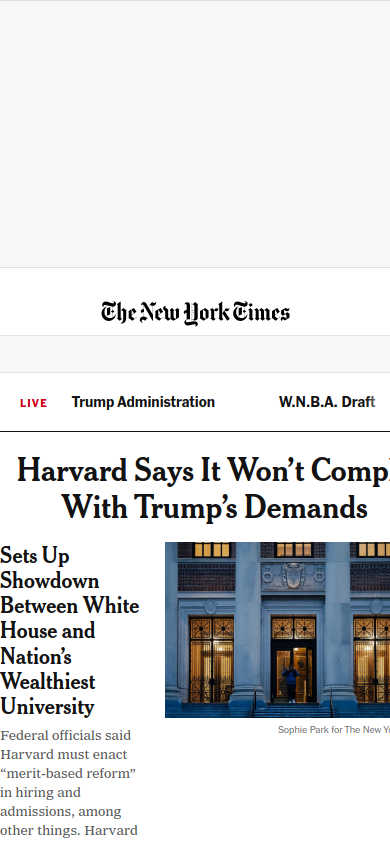 The New York Times
LIVE Trump Administration W.N.B.A. Draft
Harvard Says It Won’t Compl
With Trump’s Demands
Sets Up
Showdown
Between White
House and
Nation’s
Wealthiest
University
Federal officials said
Harvard must enact
“merit-based reform”
in hiring and
admissions, among
other things. Harvard
Sophie Park for The New Yo